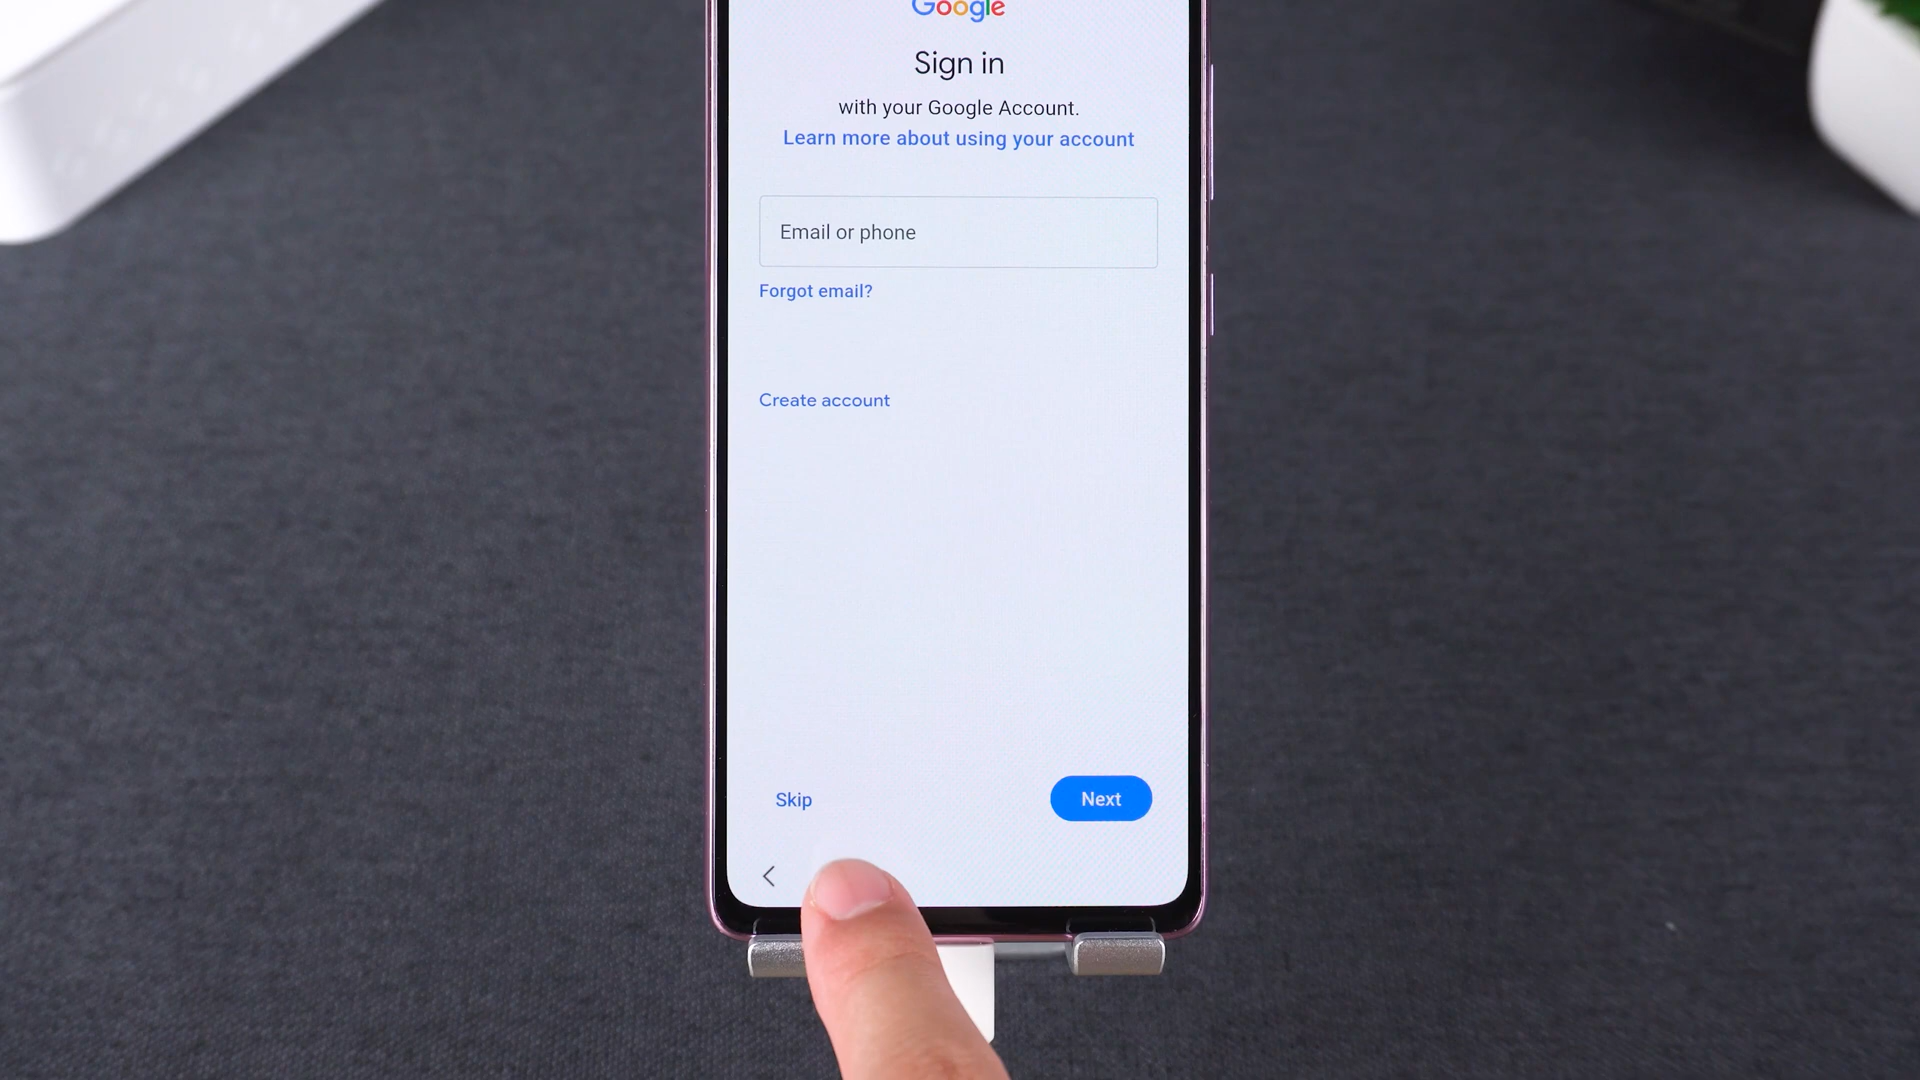 Google
Sign in
with your Google Account.
Learn more about using your account
Email or phone
Forgot email?
Create account
Skip
Next